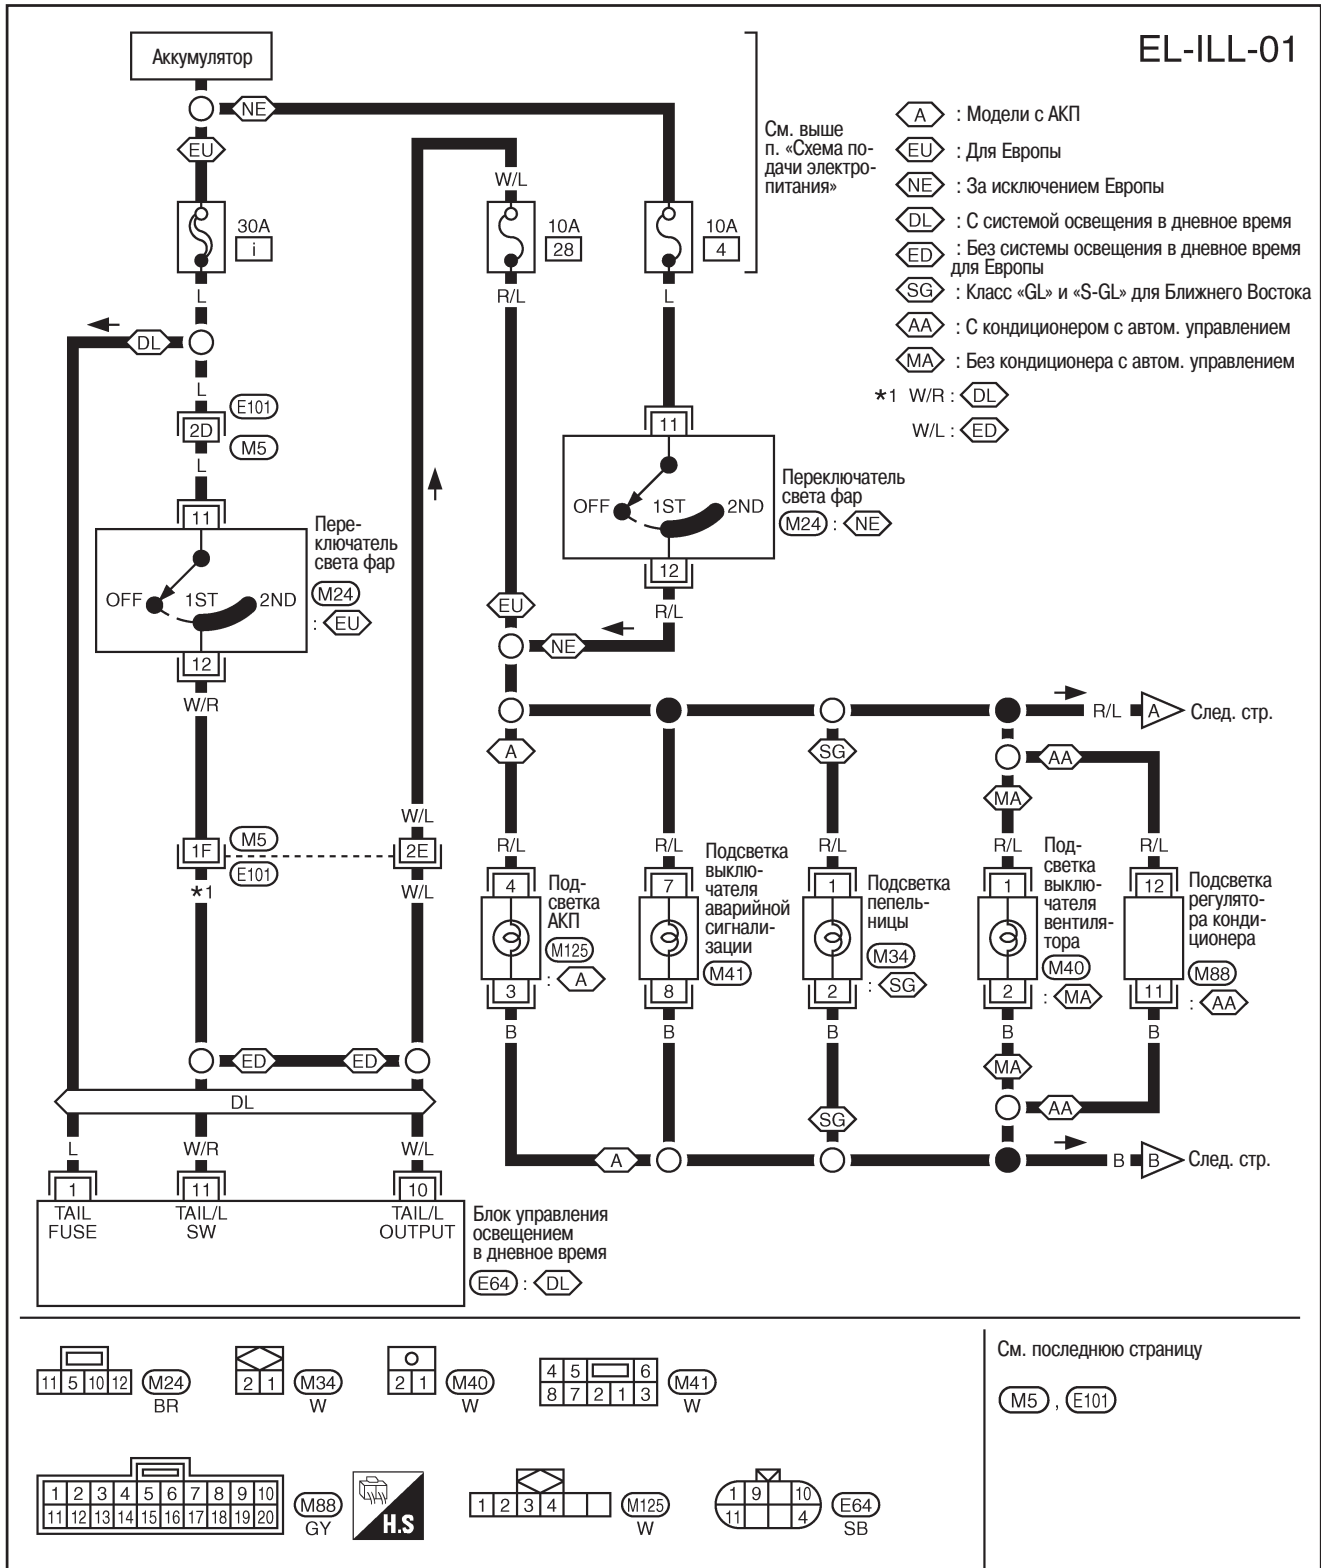 EL-ILL-01
Аккумулятор
NE
EU
W/L
См. выше
п. «Схема по-
дачи электро-
питания»
A : Модели с АКП
EU : Для Европы
NE : За исключением Европы
DL : С системой освещения в дневное время
ED : Без системы освещения в дневное время
для Европы
SG : Класс «GL» и «S-GL» для Ближнего Востока
AA : С кондиционером с автом. управлением
MA : Без кондиционера с автом. управлением
*1 W/R : DL
W/L : ED
30A
i
10A
28
10A
4
L
R/L
L
DL
L
E101
2D
M5
L
11
OFF 1ST 2ND
Пере-
ключатель
света фар
M24
: EU
12
W/R
11
OFF 1ST 2ND
Переключатель
света фар
M24 : NE
12
R/L
EU
NE
R/L A След. стр.
A
SG
AA
MA
W/L
1F M5 2E
E101
*1
W/L
R/L R/L R/L R/L R/L
4
Под-
светка
АКП
M125
: A
3
7
Подсветка
выклю-
чателя
аварийной
сигнали-
зации
M41
8
1
Подсветка
пепель-
ницы
M34
: SG
2
1
Под-
светка
выклю-
чателя
вентиля-
тора
M40
: MA
2
12
Подсветка
регулято-
ра конди-
ционера
M88
: AA
11
B B B B B
ED ED
MA
DL
SG
AA
A
B B След. стр.
L W/R W/L
1 11 10
TAIL
FUSE
TAIL/L
SW
TAIL/L
OUTPUT
Блок управления
освещением
в дневное время
E64 : DL
11 5 10 12
M24
BR
2 1
M34
W
2 1
M40
W
4 5 6
8 7 2 1 3
M41
W
См. последнюю страницу
M5 , E101
1 2 3 4 5 6 7 8 9 10
11 12 13 14 15 16 17 18 19 20
M88
GY
H.S
1 2 3 4
M125
W
1 9 10
11 4
E64
SB